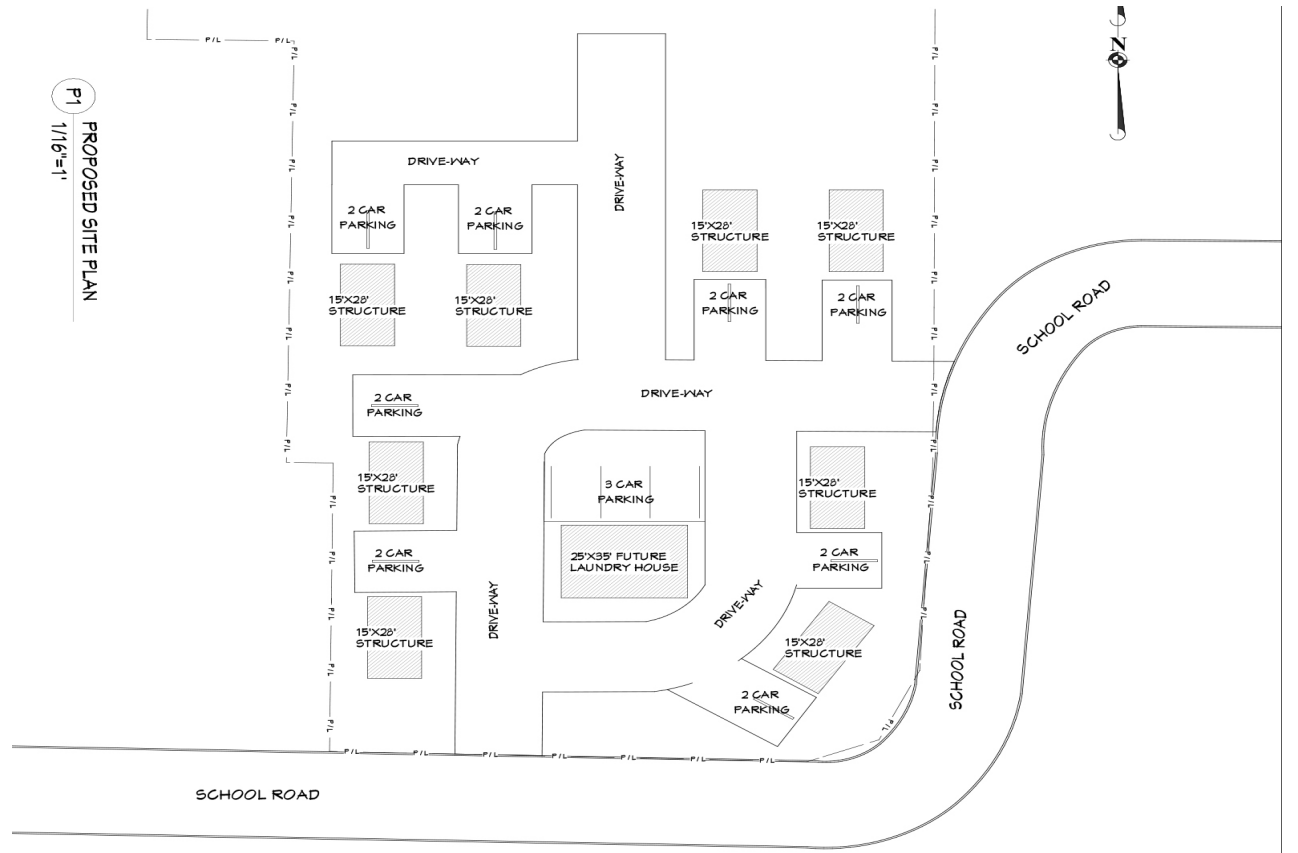 P/L
P/L
P/L
P/L
N
P1
PROPOSED SITE PLAN
1/16"=1'
P/L
P/L
P/L
P/L
DRIVE-WAY
DRIVE-WAY
P/L
P/L
2 CAR
PARKING
2 CAR
PARKING
15'X28'
STRUCTURE
15'X28'
STRUCTURE
P/L
P/L
P/L
P/L
15'X28'
STRUCTURE
15'X28'
STRUCTURE
2 CAR
PARKING
2 CAR
PARKING
SCHOOL ROAD
P/L
P/L
P/L
P/L
2 CAR
PARKING
DRIVE-WAY
P/L
P/L
15'X28'
STRUCTURE
3 CAR
PARKING
15'X28'
STRUCTURE
P/L
P/L
2 CAR
PARKING
25'X35' FUTURE
LAUNDRY HOUSE
2 CAR
PARKING
P/L
P/L
DRIVE-WAY
DRIVE-WAY
P/L
P/L
15'X28'
STRUCTURE
15'X28'
STRUCTURE
SCHOOL ROAD
P/L
2 CAR
PARKING
P/L
P/L
P/L
P/L
P/L
P/L
P/L
P/L
P/L
SCHOOL ROAD